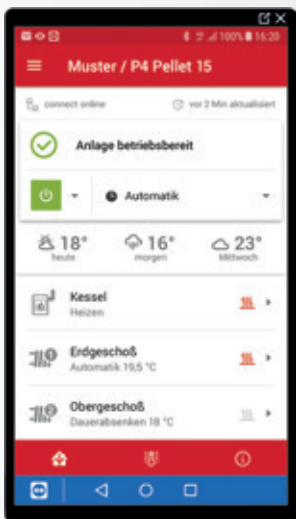 100% 16:20
Muster / P4 Pellet 15
connect online
vor 2 Min aktualisiert
Anlage betriebsbereit
Automatik
18° 16° 23°
heute morgen Mittwoch
Kessel
Heizen
Erdgeschoß
Automatik 19,5 °C
Obergeschoß
Dauerabsenken 18 °C